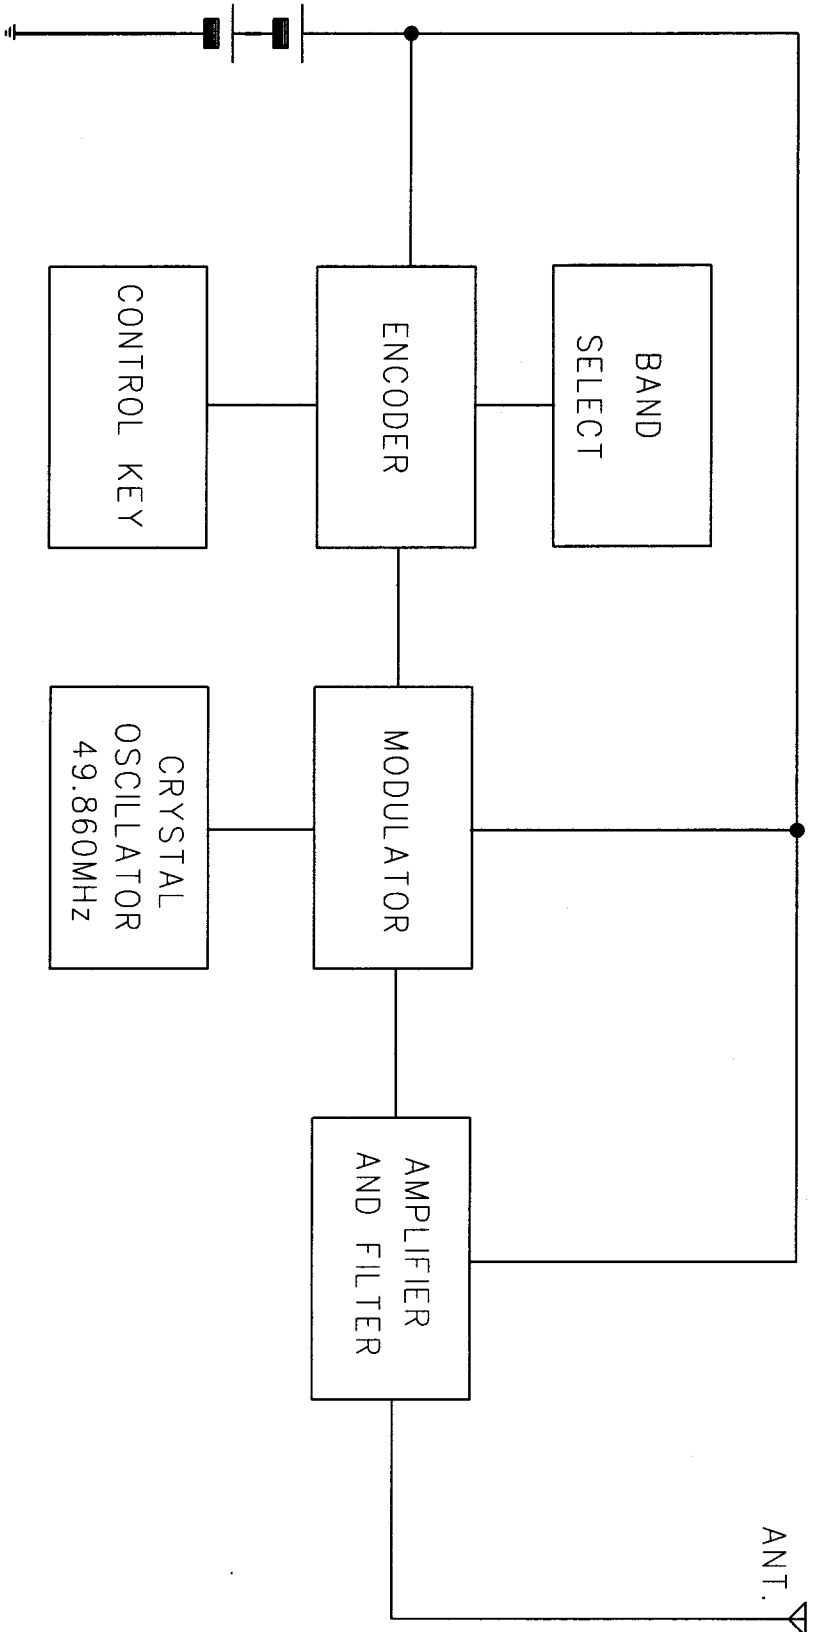 ANT.
BAND
SELECT
ENCODER
CONTROL KEY
MODULATOR
CRYSTAL
OSCILLATOR
49.860MHz
AMPLIFIER
AND FILTER